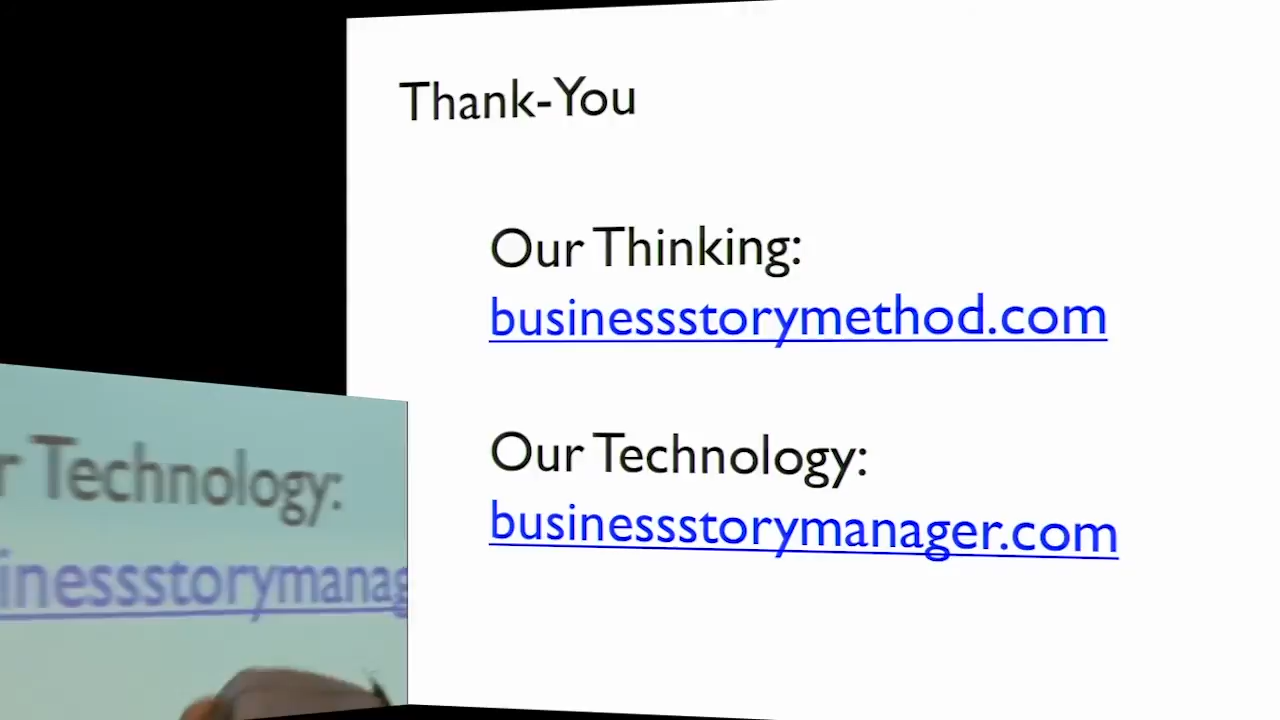 Thank-You
Our Thinking:
businessstorymethod.com
Our Technology:
businessstorymanager.com
Technology:
inessstorymanag